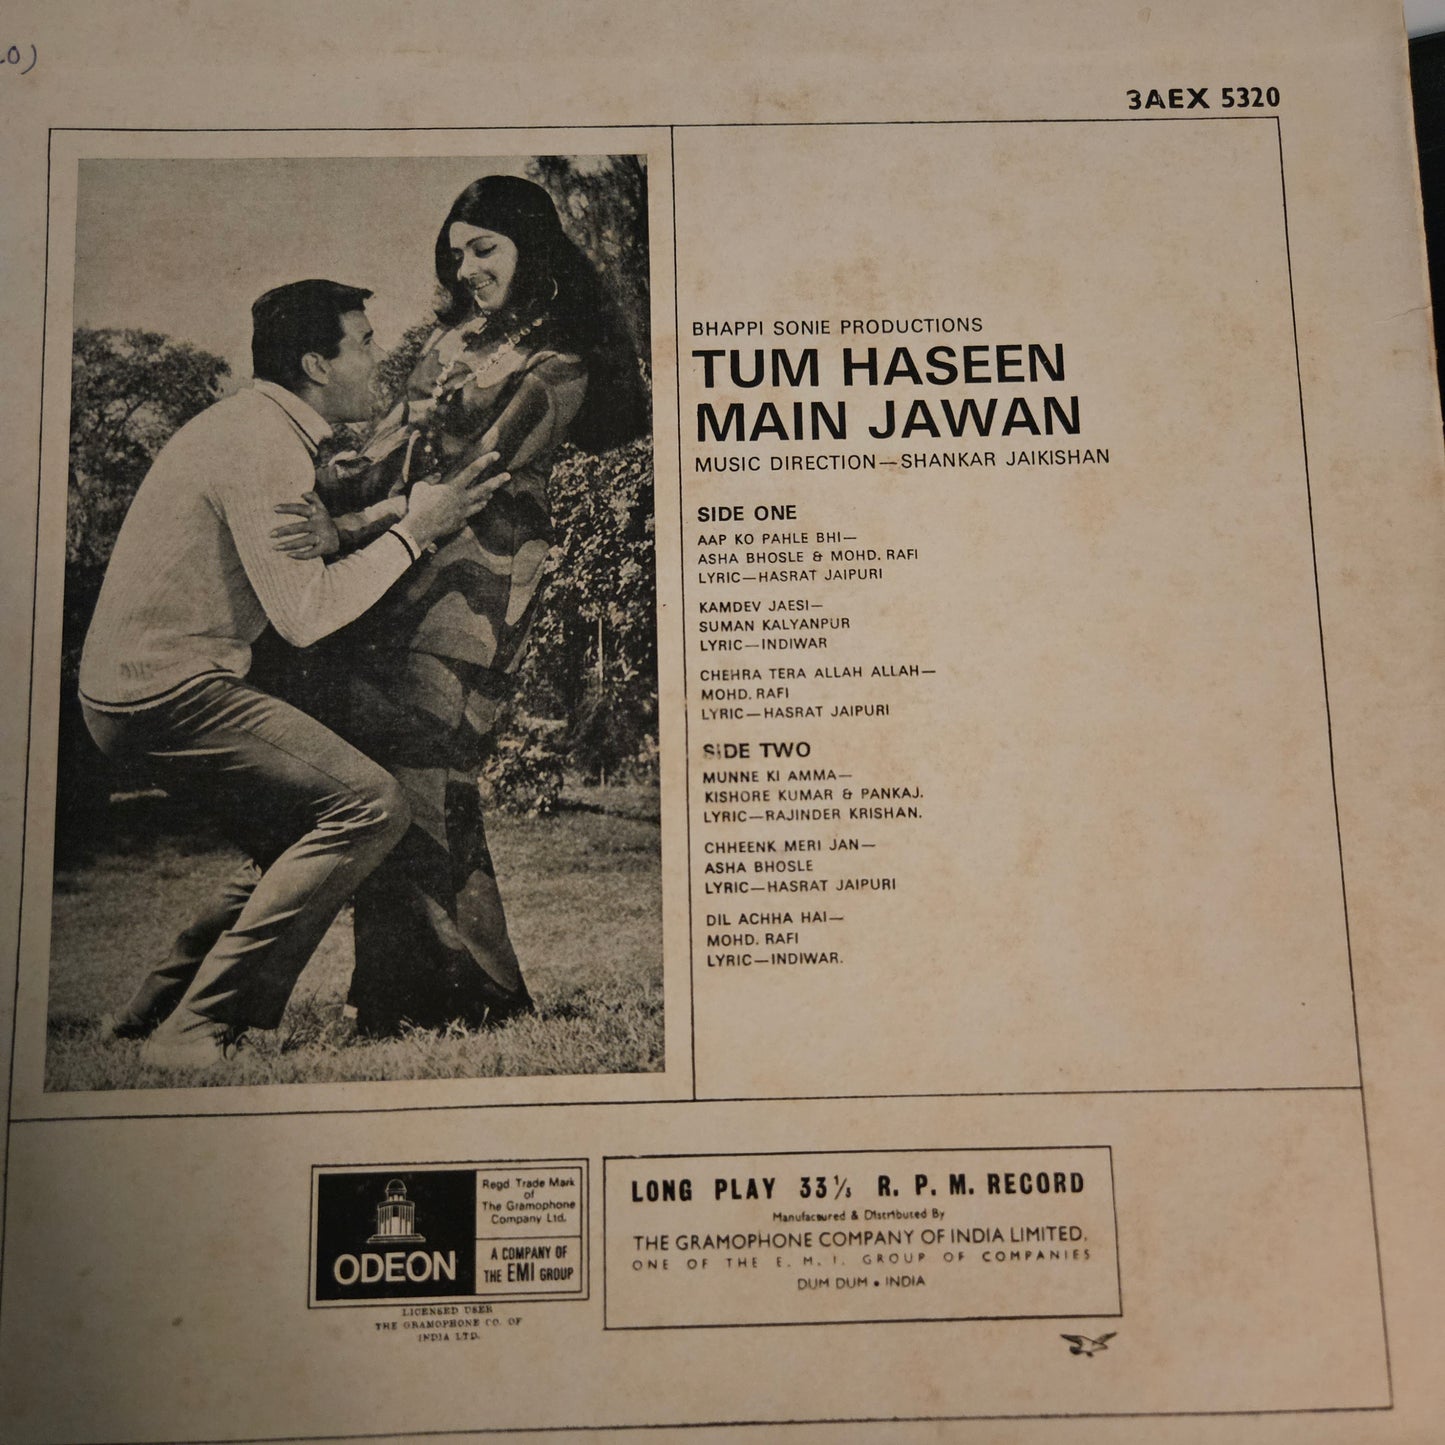 0)
3AEX 5320
BHAPPI SONIE PRODUCTIONS
TUM HASEEN
MAIN JAWAN
MUSIC DIRECTION—SHANKAR JAIKISHAN
SIDE ONE
AAP KO PAHLE BHI—
ASHA BHOSLE & MOHD. RAFI
LYRIC—HASRAT JAIPURI
KAMDEV JAESI—
SUMAN KALYANPUR
LYRIC—INDIWAR
CHEHRA TERA ALLAH ALLAH—
MOHD. RAFI
LYRIC—HASRAT JAIPURI
SIDE TWO
MUNNE KI AMMA—
KISHORE KUMAR & PANKAJ.
LYRIC—RAJINDER KRISHAN.
CHHEENK MERI JAN—
ASHA BHOSLE
LYRIC—HASRAT JAIPURI
DIL ACHHA HAI—
MOHD. RAFI
LYRIC—INDIWAR.
ODEON
Regd Trade Mark
of
The Gramophone
Company Ltd.
A COMPANY OF
THE EMI GROUP
LICENSED USER
THE GRAMOPHONE CO. OF
INDIA LTD.
LONG PLAY 33⅓ R. P. M. RECORD
Manufactured & Distributed By
THE GRAMOPHONE COMPANY OF INDIA LIMITED.
ONE OF THE E. M. I. GROUP OF COMPANIES
DUM DUM • INDIA